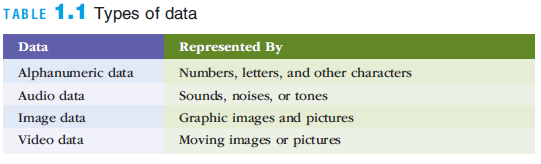 TABLE 1.1 Types of data
Data Represented By
Alphanumeric data Numbers, letters, and other characters
Audio data Sounds, noises, or tones
Image data Graphic images and pictures
Video data Moving images or pictures